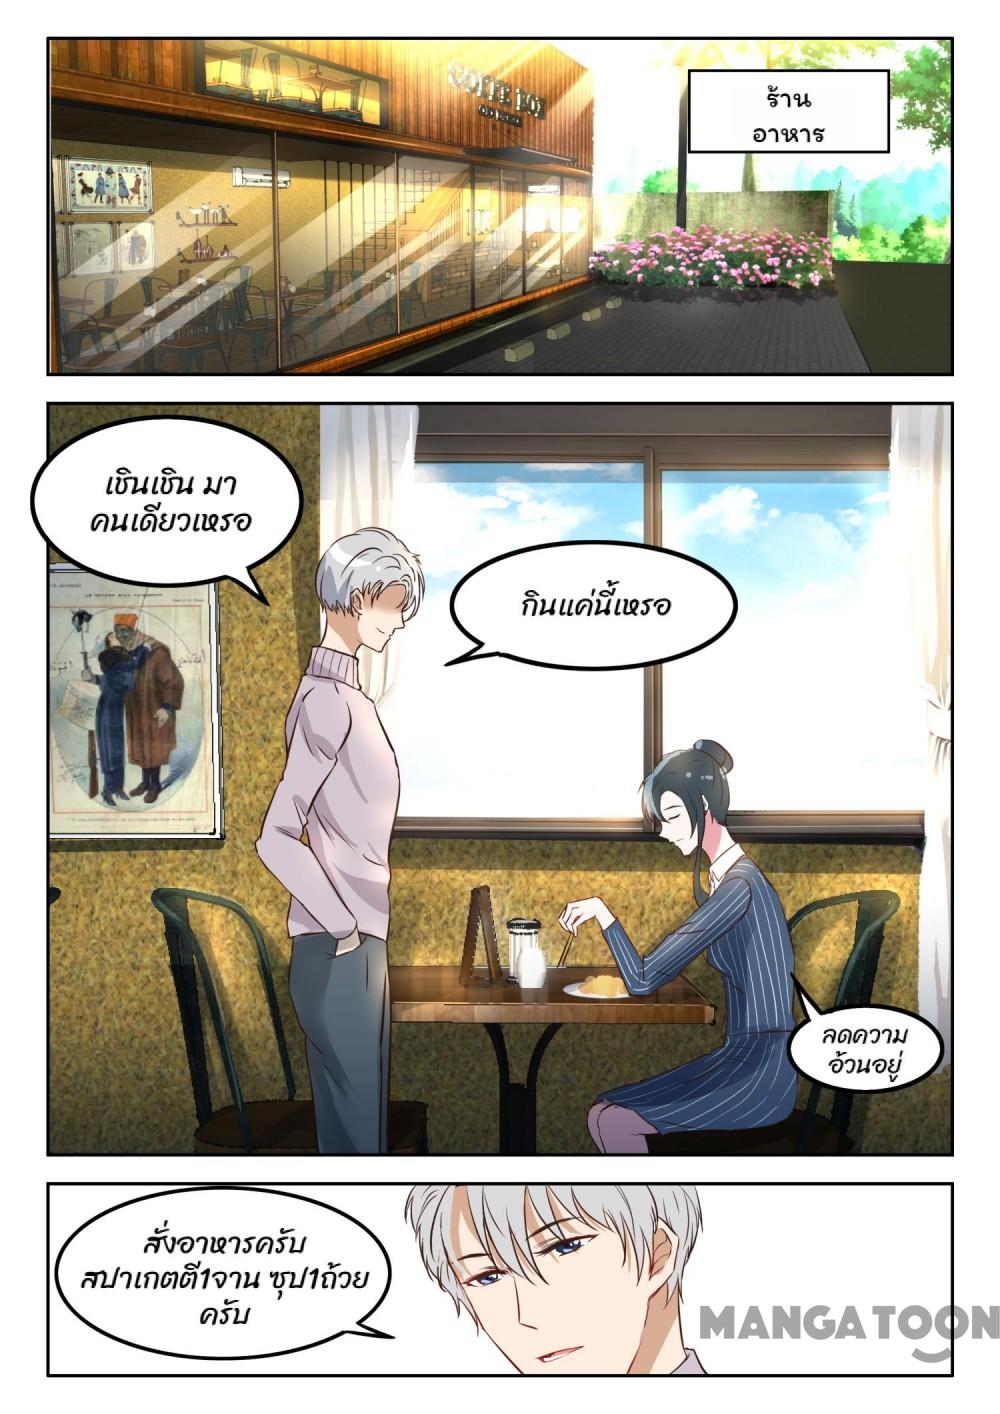 ร้าน
อาหาร
เชินเชิน มา
คนเดียวเหรอ
กินแค่นี้เหรอ
ลดความ
อ้วนอยู่
สั่งอาหารครับ
สปาเกตตี1จาน ซุป1ถ้วย
ครับ
MANGATOON